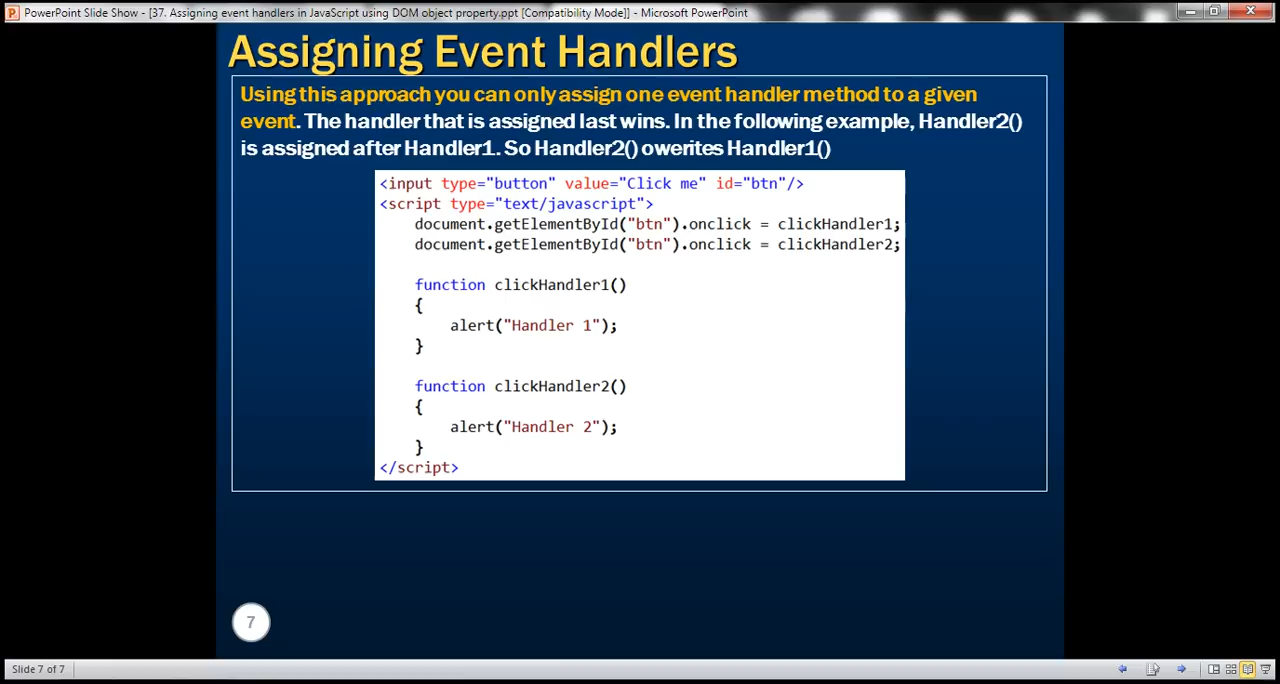 PowerPoint Slide Show - [37. Assigning event handlers in JavaScript using DOM object property.ppt [Compatibility Mode]] - Microsoft PowerPoint
Assigning Event Handlers
Using this approach you can only assign one event handler method to a given
event. The handler that is assigned last wins. In the following example, Handler2()
is assigned after Handler1. So Handler2() owerites Handler1()
<input type="button" value="Click me" id="btn"/>
<script type="text/javascript">
document.getElementById("btn").onclick = clickHandler1;
document.getElementById("btn").onclick = clickHandler2;
function clickHandler1()
{
alert("Handler 1");
}
function clickHandler2()
{
alert("Handler 2");
}
</script>
7
Slide 7 of 7